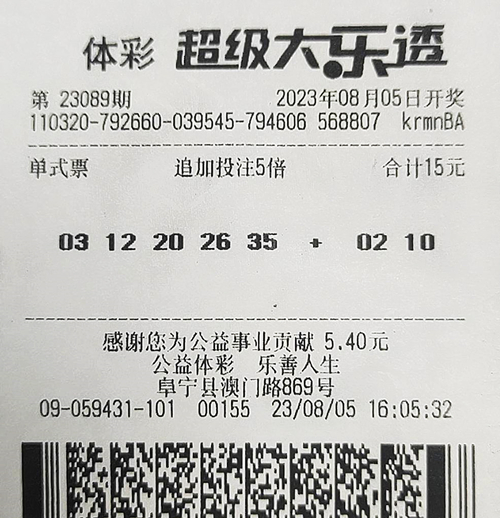 体彩 超级大乐透
第 23089期 2023年08月05日开奖
110320-792660-039545-794606 568807 krmnBA
单式票 追加投注5倍 合计15元
03 12 20 26 35 + 02 10
感谢您为公益事业贡献 5.40元
公益体彩 乐善人生
阜宁县澳门路869号
09-059431-101 00155 23/08/05 16:05:32